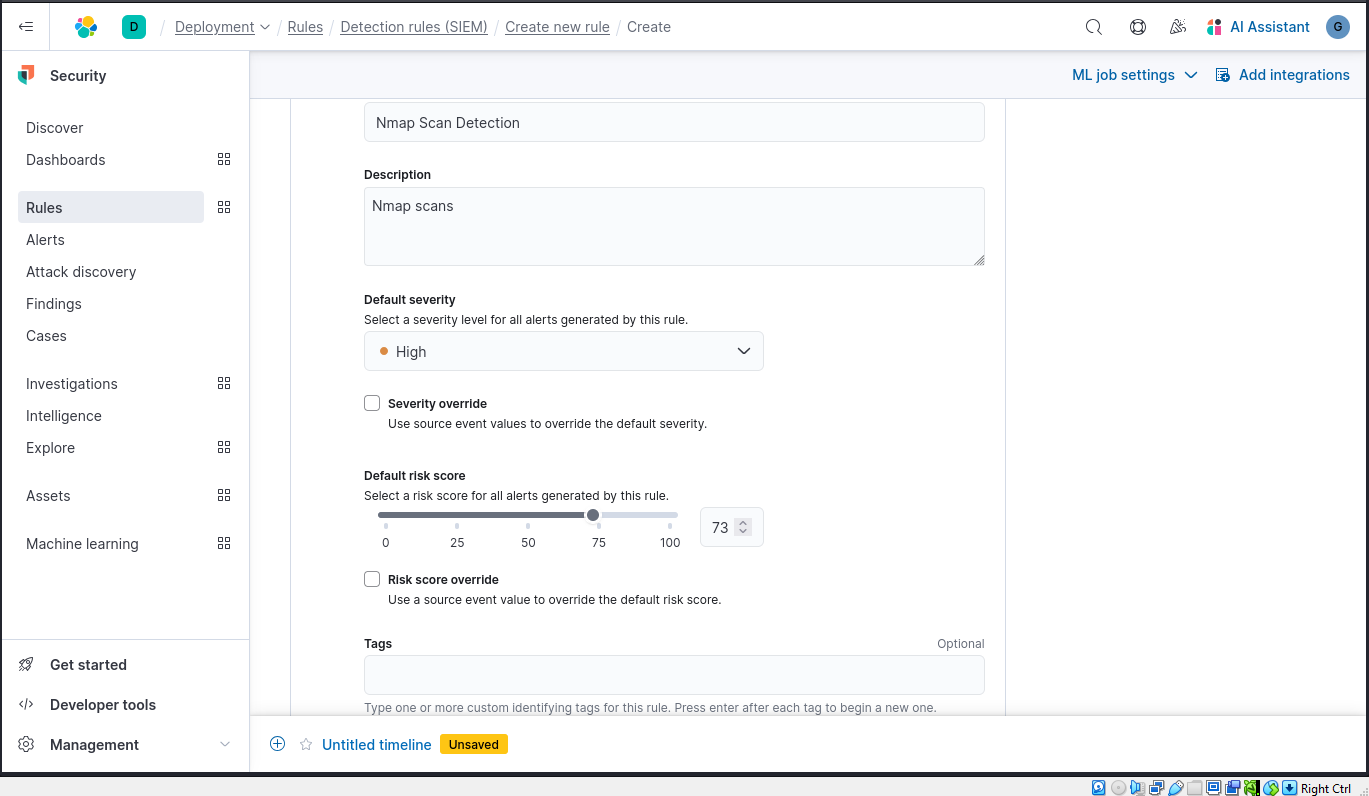 D
Deployment / Rules / Detection rules (SIEM) / Create new rule / Create
AI Assistant
G
Security
ML job settings
Add integrations
Discover
Dashboards
Rules
Alerts
Attack discovery
Findings
Cases
Investigations
Intelligence
Explore
Assets
Machine learning
Get started
Developer tools
Management
Nmap Scan Detection
Description
Nmap scans
Default severity
Select a severity level for all alerts generated by this rule.
High
Severity override
Use source event values to override the default severity.
Default risk score
Select a risk score for all alerts generated by this rule.
0 25 50 75 100
73
Risk score override
Use a source event value to override the default risk score.
Tags
Optional
Type one or more custom identifying tags for this rule. Press enter after each tag to begin a new one.
Untitled timeline
Unsaved
Right Ctrl